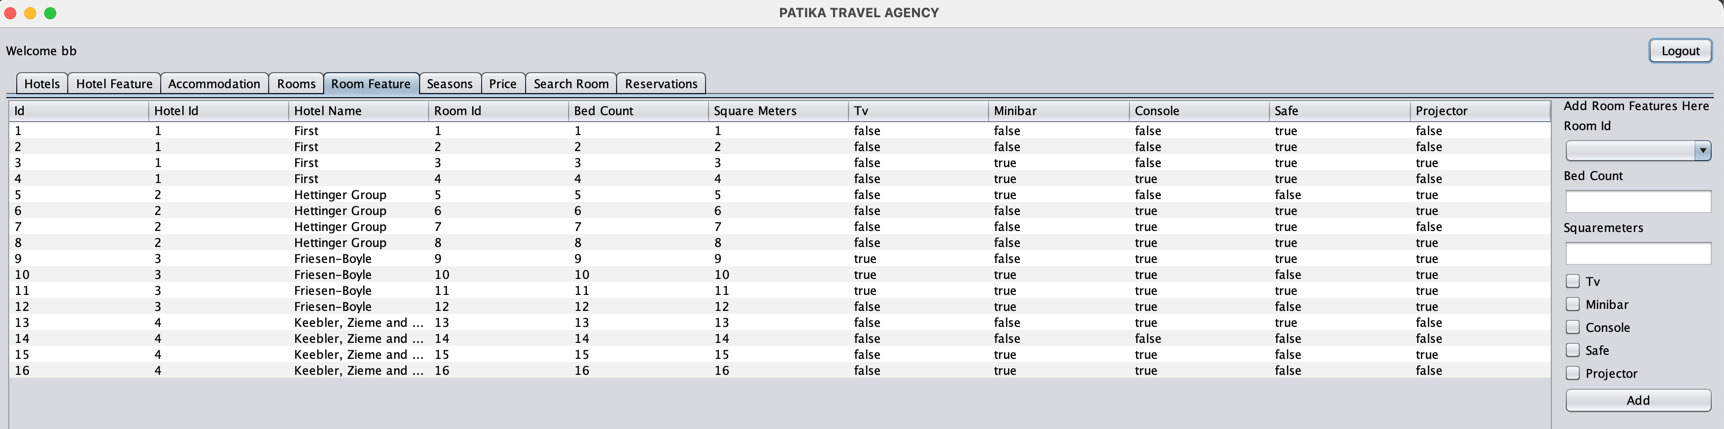 PATIKA TRAVEL AGENCY
Welcome bb Logout
Hotels Hotel Feature Accommodation Rooms Room Feature Seasons Price Search Room Reservations
Id Hotel Id Hotel Name Room Id Bed Count Square Meters Tv Minibar Console Safe Projector
1 1 First 1 1 1 false false false true false
2 1 First 2 2 2 false false false true false
3 1 First 3 3 3 false true false true true
4 1 First 4 4 4 false true true true false
5 2 Hettinger Group 5 5 5 false true false false true
6 2 Hettinger Group 6 6 6 false false true true true
7 2 Hettinger Group 7 7 7 false false true true false
8 2 Hettinger Group 8 8 8 false false true true true
9 3 Friesen-Boyle 9 9 9 true false true true true
10 3 Friesen-Boyle 10 10 10 true true true false true
11 3 Friesen-Boyle 11 11 11 true true true true false
12 3 Friesen-Boyle 12 12 12 false true true false true
13 4 Keebler, Zieme and ... 13 13 13 false false true true false
14 4 Keebler, Zieme and ... 14 14 14 false false false false false
15 4 Keebler, Zieme and ... 15 15 15 false true true false true
16 4 Keebler, Zieme and ... 16 16 16 false true true false false
Add Room Features Here
Room Id
Bed Count
Squaremeters
Tv
Minibar
Console
Safe
Projector
Add